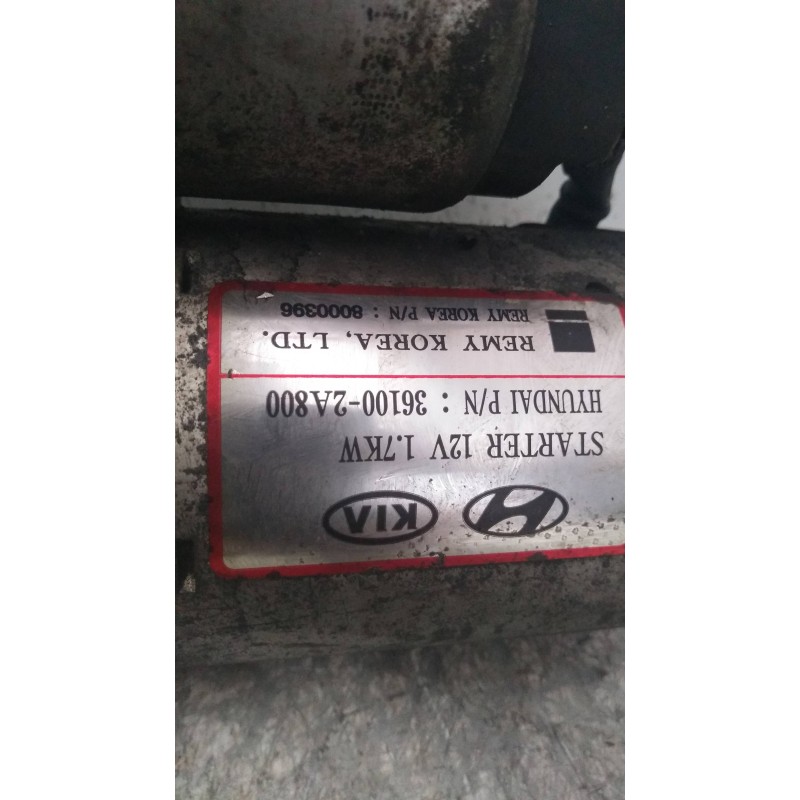 KIA
STARTER 12V 1.7KW
HYUNDAI P/N : 36100-2A800
REMY KOREA, LTD.
REMY KOREA P/N : 8000396